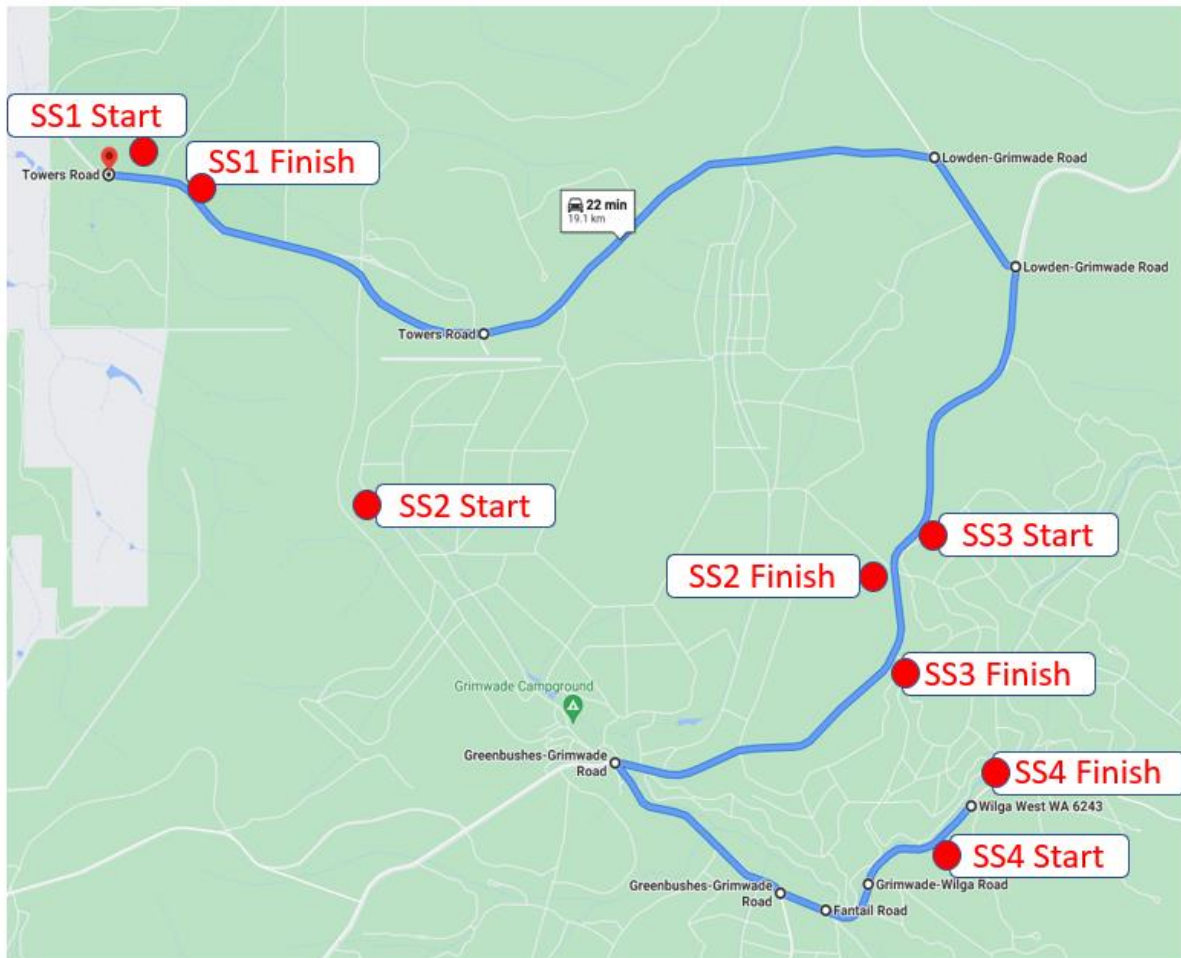 SS1 Start
SS1 Finish
Towers Road
Lowden-Grimwade Road
22 min
19.1 km
Lowden-Grimwade Road
Towers Road
SS2 Start
SS3 Start
SS2 Finish
SS3 Finish
Grimwade Campground
Greenbushes-Grimwade
Road
SS4 Finish
Wilga West WA 6243
SS4 Start
Greenbushes-Grimwade
Road
Grimwade-Wilga Road
Fantail Road